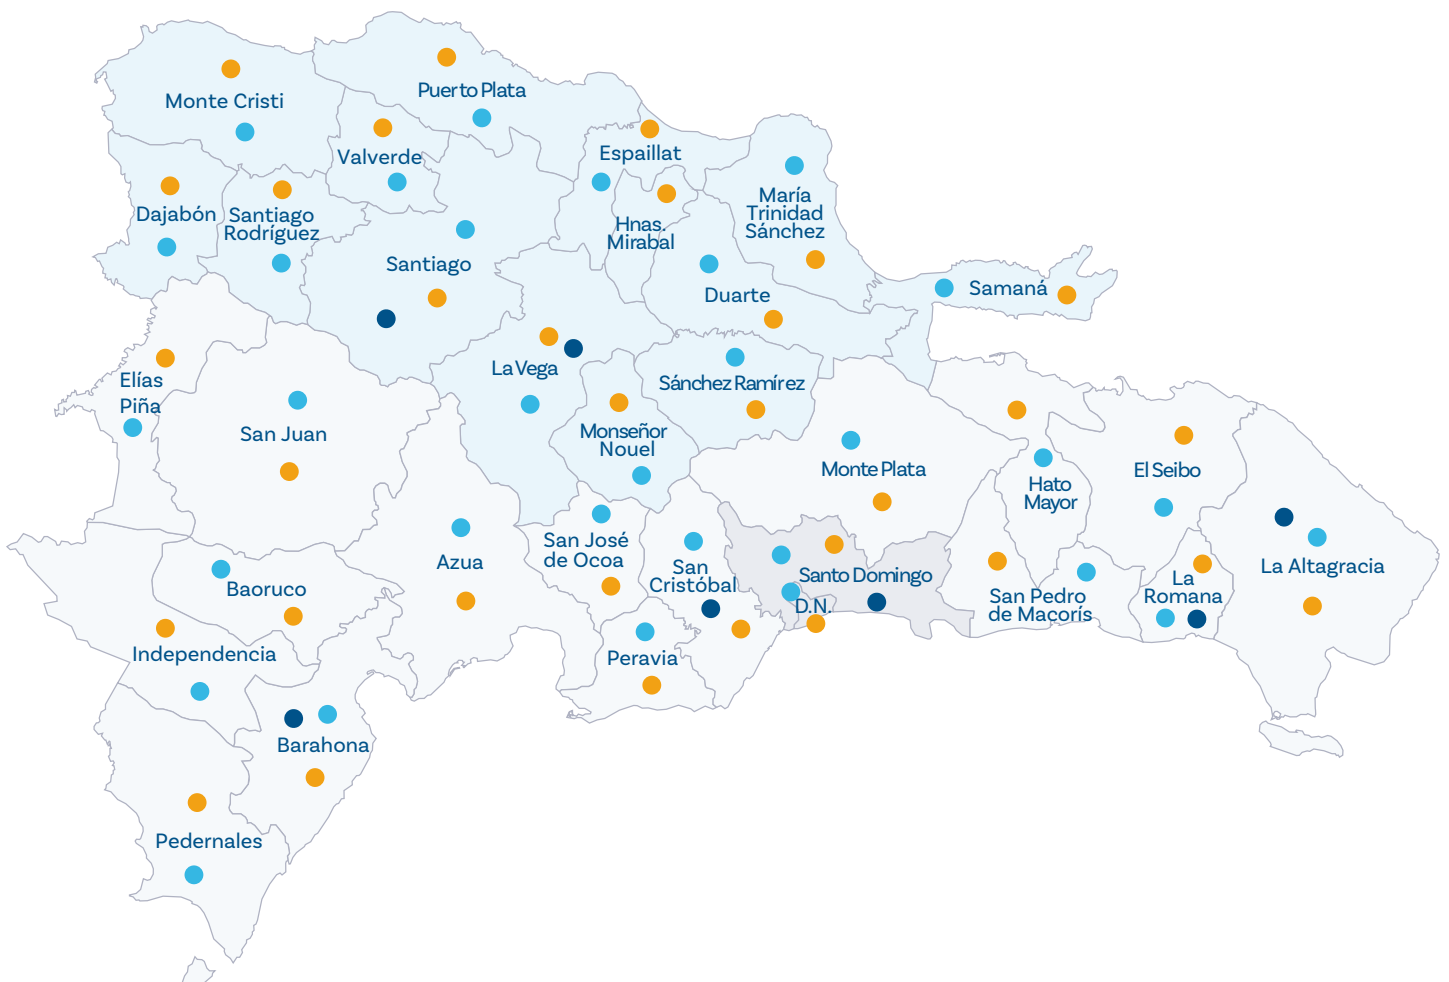 Monte Cristi
Puerto Plata
Valverde
Espaillat
Dajabón
Santiago
Rodríguez
María
Trinidad
Sánchez
Hnas.
Mirabal
Santiago
Duarte
Samaná
La Vega
Elías
Piña
Sánchez Ramírez
San Juan
Monseñor
Nouel
Monte Plata
Hato
Mayor
El Seibo
Azua
San José
de Ocoa
San
Cristóbal
Santo Domingo
D.N.
San Pedro
de Macorís
La
Romana
La Altagracia
Baoruco
Independencia
Peravia
Barahona
Pedernales